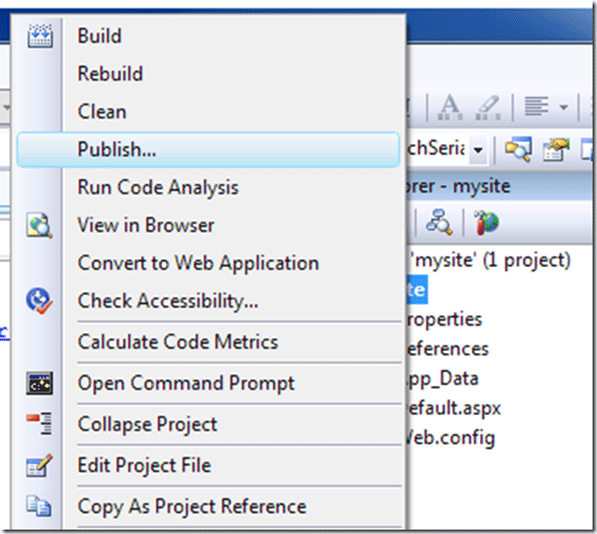 Build
Rebuild
Clean
Publish...
chSeria
Run Code Analysis
orer - mysite
View in Browser
Convert to Web Application
'mysite' (1 project)
Check Accessibility...
te
roperties
Calculate Code Metrics
eferences
Open Command Prompt
pp_Data
Collapse Project
efault.aspx
Web.config
Edit Project File
Copy As Project Reference